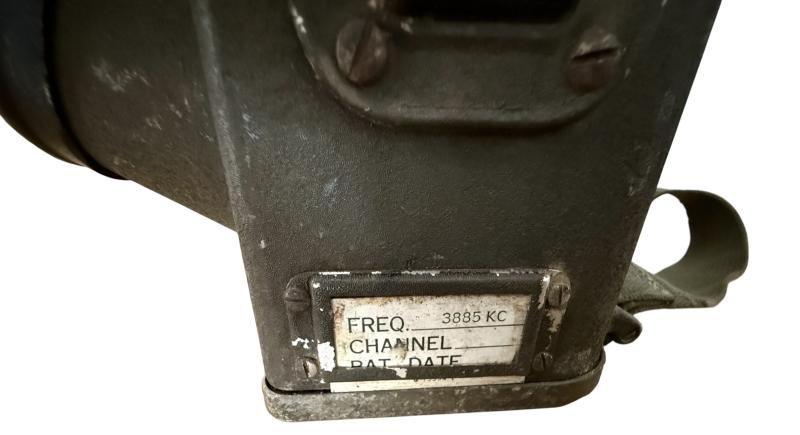 FREQ. 3885 KC
CHANNEL
BAT. DATE